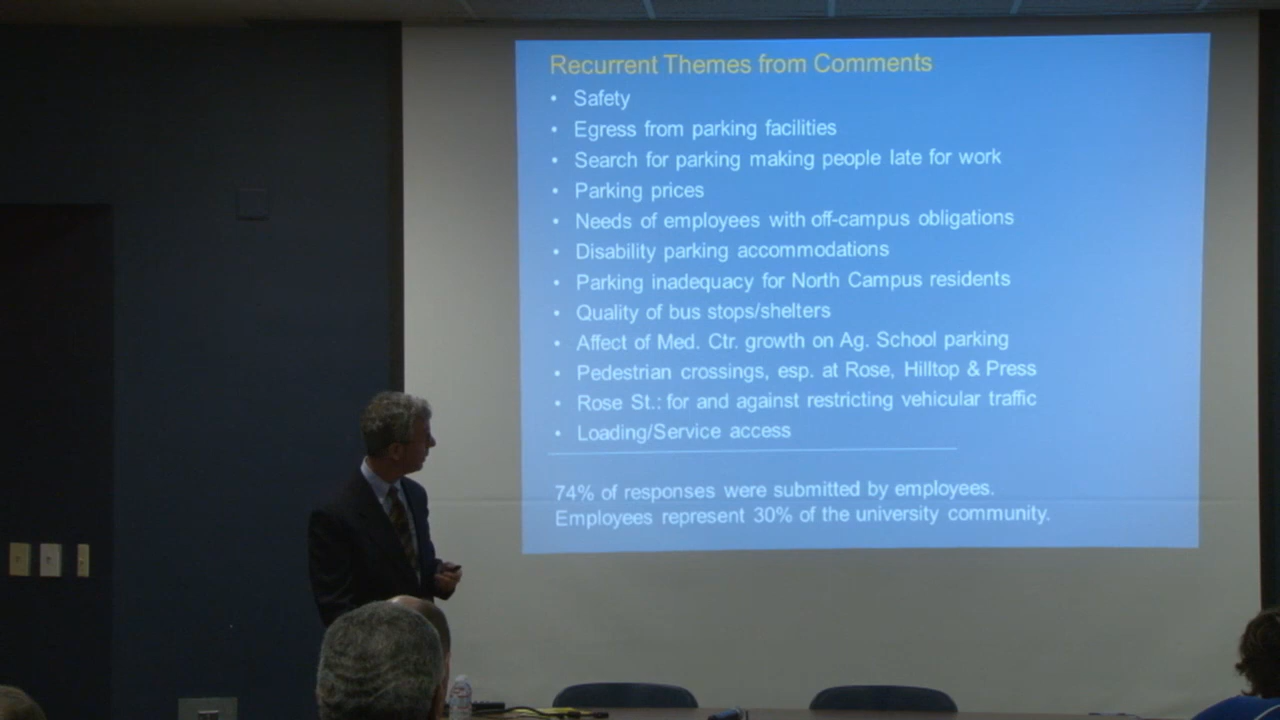 Recurrent Themes from Comments
• Safety
• Egress from parking facilities
• Search for parking making people late for work
• Parking prices
• Needs of employees with off-campus obligations
• Disability parking accommodations
• Parking inadequacy for North Campus residents
• Quality of bus stops/shelters
• Affect of Med. Ctr. growth on Ag. School parking
• Pedestrian crossings, esp. at Rose, Hilltop & Press
• Rose St.: for and against restricting vehicular traffic
• Loading/Service access
74% of responses were submitted by employees.
Employees represent 30% of the university community.